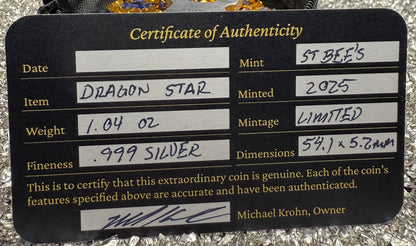 Certificate of Authenticity
Date
Mint ST BEE'S
Item DRAGON STAR
Minted 2025
Weight 1.04 OZ
Mintage LIMITED
Fineness .999 SILVER
Dimensions 54.1 x 5.2mm
This is to certify that this extraordinary coin is genuine. Each of the coin's
features specified above are accurate and have been authenticated.
Michael Krohn, Owner